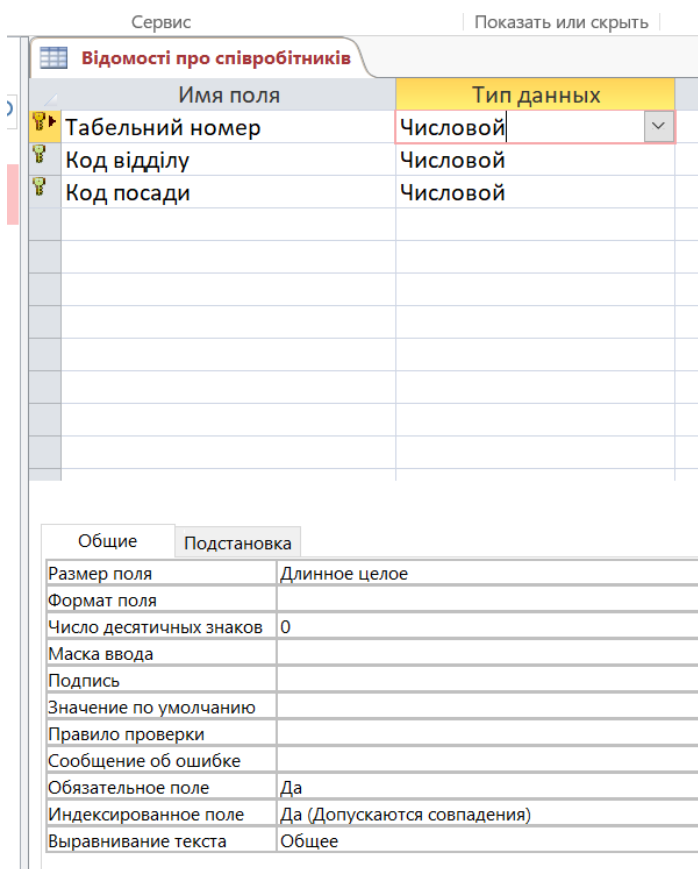 Сервис Показать или скрыть
Відомості про співробітників
Имя поля Тип данных
Табельний номер Числовой
Код відділу Числовой
Код посади Числовой
Общие Подстановка
Размер поля Длинное целое
Формат поля
Число десятичных знаков 0
Маска ввода
Подпись
Значение по умолчанию
Правило проверки
Сообщение об ошибке
Обязательное поле Да
Индексированное поле Да (Допускаются совпадения)
Выравнивание текста Общее